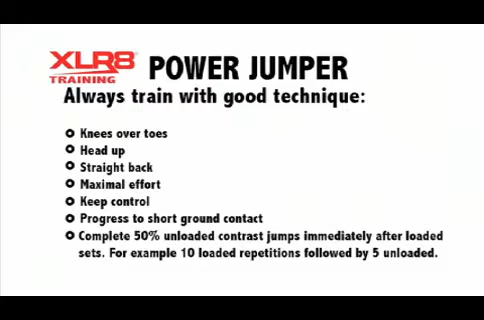 XLR8
TRAINING
POWER JUMPER
Always train with good technique:
Knees over toes
Head up
Straight back
Maximal effort
Keep control
Progress to short ground contact
Complete 50% unloaded contrast jumps immediately after loaded
sets. For example 10 loaded repetitions followed by 5 unloaded.